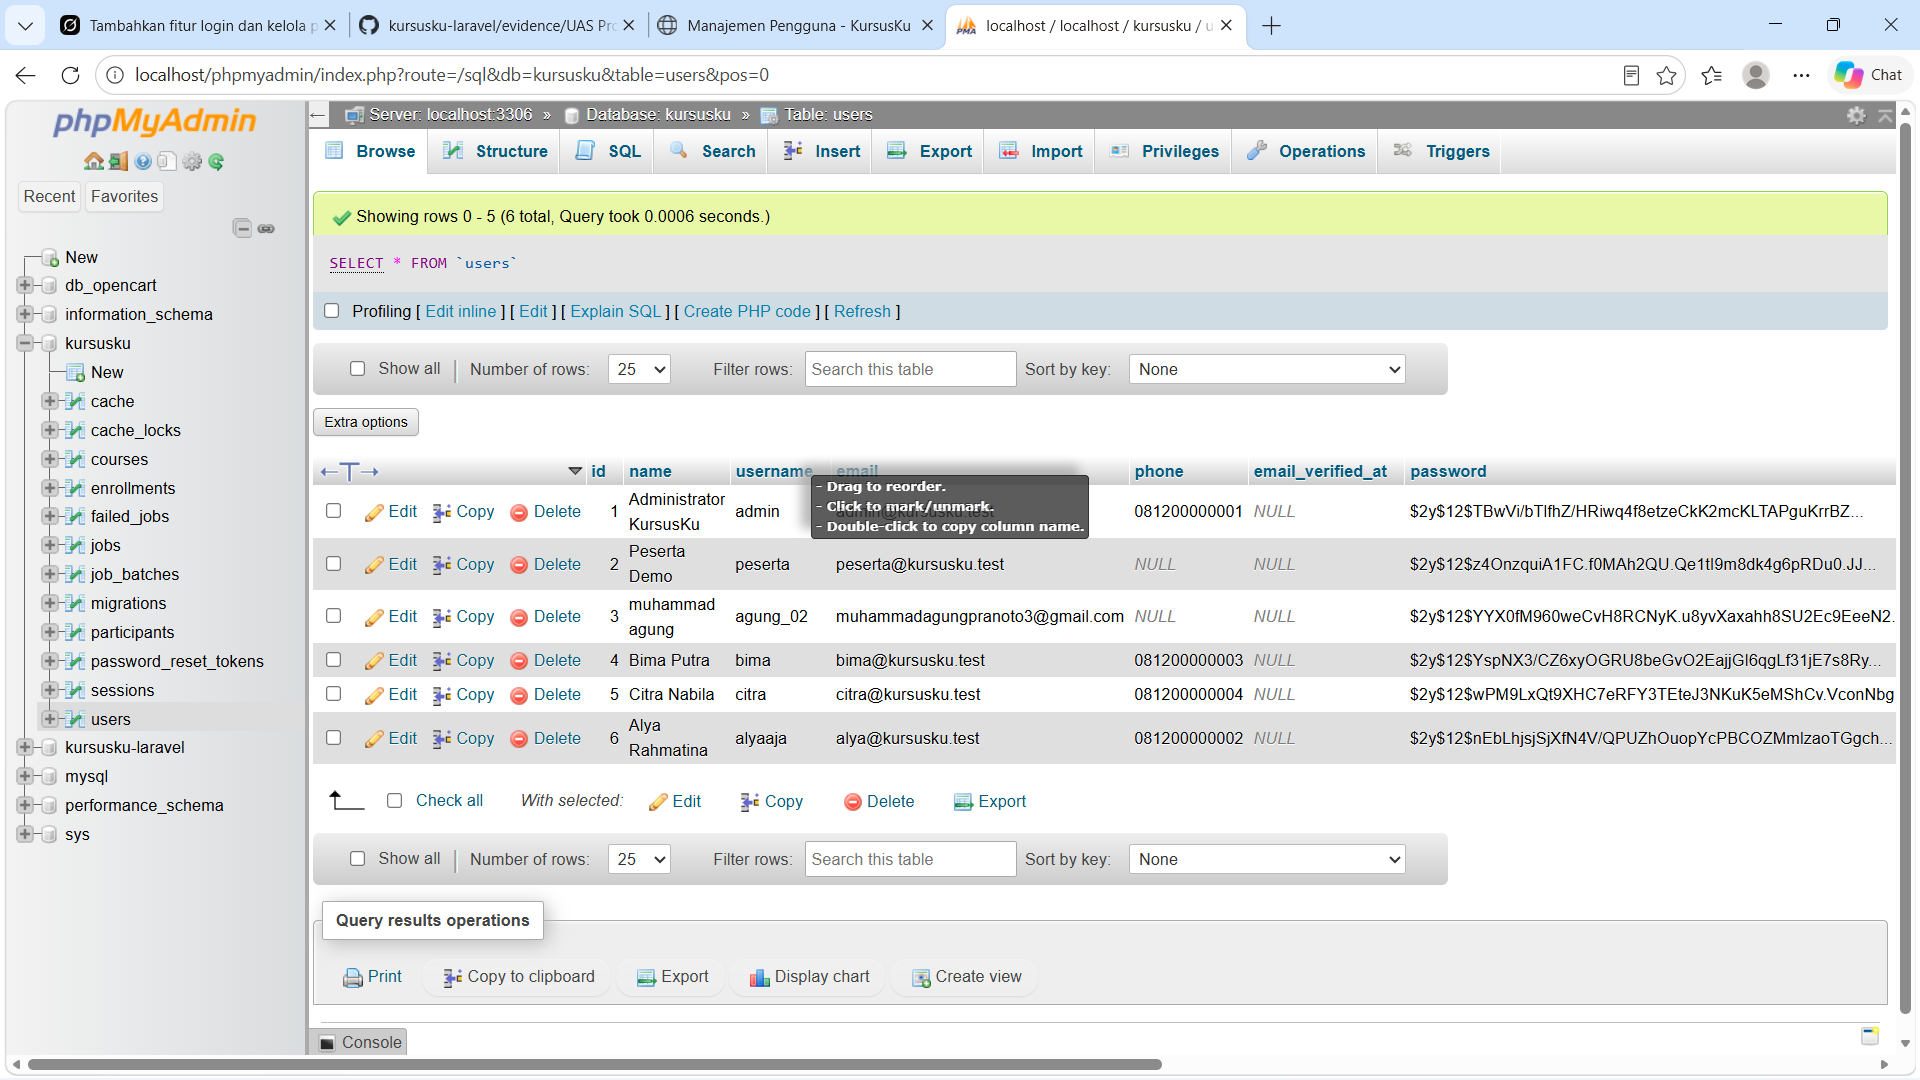 Tambahkan fitur login dan kelola p
kursusku-laravel/evidence/UAS Pro
Manajemen Pengguna - KursusKu
localhost / localhost / kursusku / u
localhost/phpmyadmin/index.php?route=/sql&db=kursusku&table=users&pos=0
Chat
phpMyAdmin
Recent
Favorites
New
db_opencart
information_schema
kursusku
New
cache
cache_locks
courses
enrollments
failed_jobs
jobs
job_batches
migrations
participants
password_reset_tokens
sessions
users
kursusku-laravel
mysql
performance_schema
sys
Server: localhost:3306 » Database: kursusku » Table: users
Browse Structure SQL Search Insert Export Import Privileges Operations Triggers
Showing rows 0 - 5 (6 total, Query took 0.0006 seconds.)
SELECT * FROM `users`
Profiling [ Edit inline ] [ Edit ] [ Explain SQL ] [ Create PHP code ] [ Refresh ]
Show all Number of rows: 25 Filter rows: Search this table Sort by key: None
Extra options
id name username email phone email_verified_at password
- Drag to reorder.
- Click to mark/unmark.
- Double-click to copy column name.
Edit Copy Delete 1 Administrator KursusKu admin admin@kursusku.test 081200000001 NULL $2y$12$TBwVi/bTlfhZ/HRiwq4f8etzeCkK2mcKLTAPguKrrBZ...
Edit Copy Delete 2 Peserta Demo peserta peserta@kursusku.test NULL NULL $2y$12$z4OnzquiA1FC.f0MAh2QU.Qe1tl9m8dk4g6pRDu0.JJ...
Edit Copy Delete 3 muhammad agung agung_02 muhammadagungpranoto3@gmail.com NULL NULL $2y$12$YYX0fM960weCvH8RCNyK.u8yvXaxahh8SU2Ec9EeeN2.
Edit Copy Delete 4 Bima Putra bima bima@kursusku.test 081200000003 NULL $2y$12$YspNX3/CZ6xyOGRU8beGvO2EajjGl6qgLf31jE7s8Ry...
Edit Copy Delete 5 Citra Nabila citra citra@kursusku.test 081200000004 NULL $2y$12$wPM9LxQt9XHC7eRFY3TEteJ3NKuK5eMShCv.VconNbg
Edit Copy Delete 6 Alya Rahmatina alyaaja alya@kursusku.test 081200000002 NULL $2y$12$nEbLhjsjSjXfN4V/QPUZhOuopYcPBCOZMmlzaoTGgch...
Check all With selected: Edit Copy Delete Export
Show all Number of rows: 25 Filter rows: Search this table Sort by key: None
Query results operations
Print Copy to clipboard Export Display chart Create view
Console